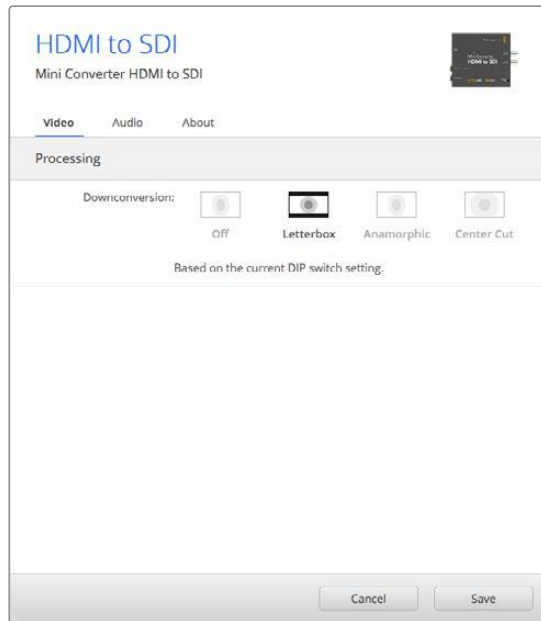 HDMI to SDI
Mini Converter HDMI to SDI
Video Audio About
Processing
Downconversion:
Off Letterbox Anamorphic Center Cut
Based on the current DIP switch setting.
Cancel Save